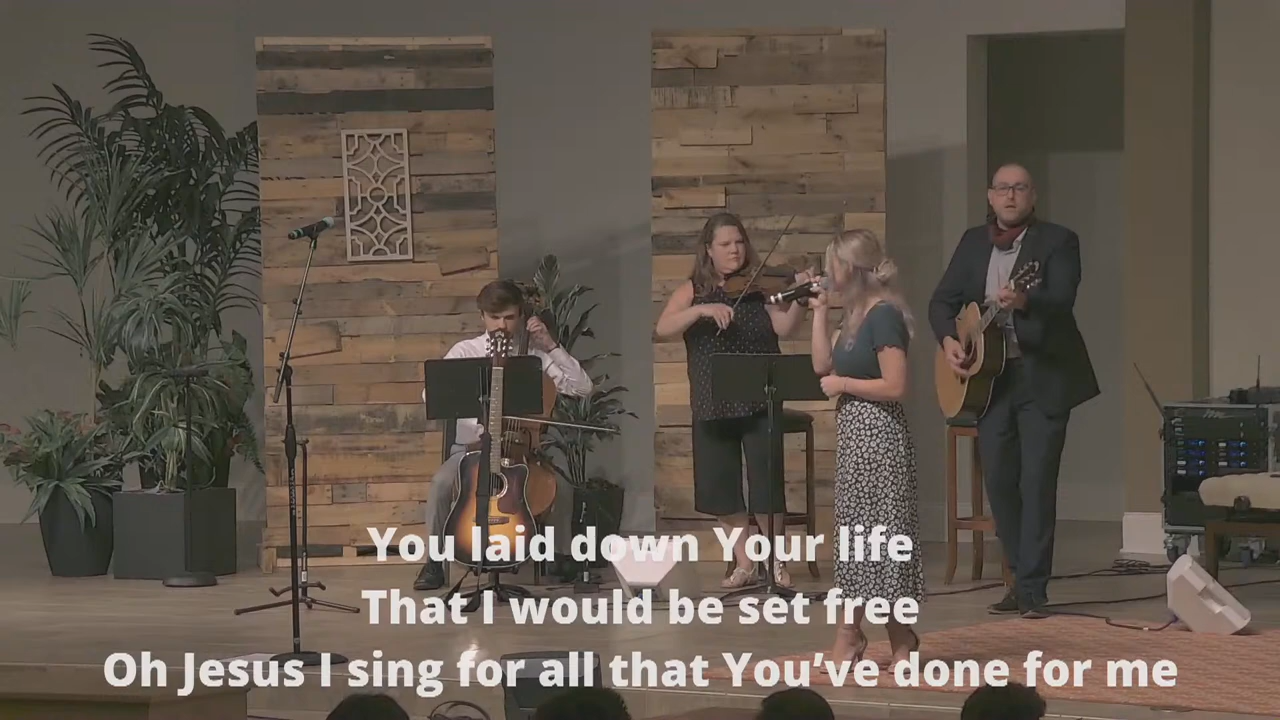 You laid down Your life
That I would be set free
Oh Jesus I sing for all that You’ve done for me